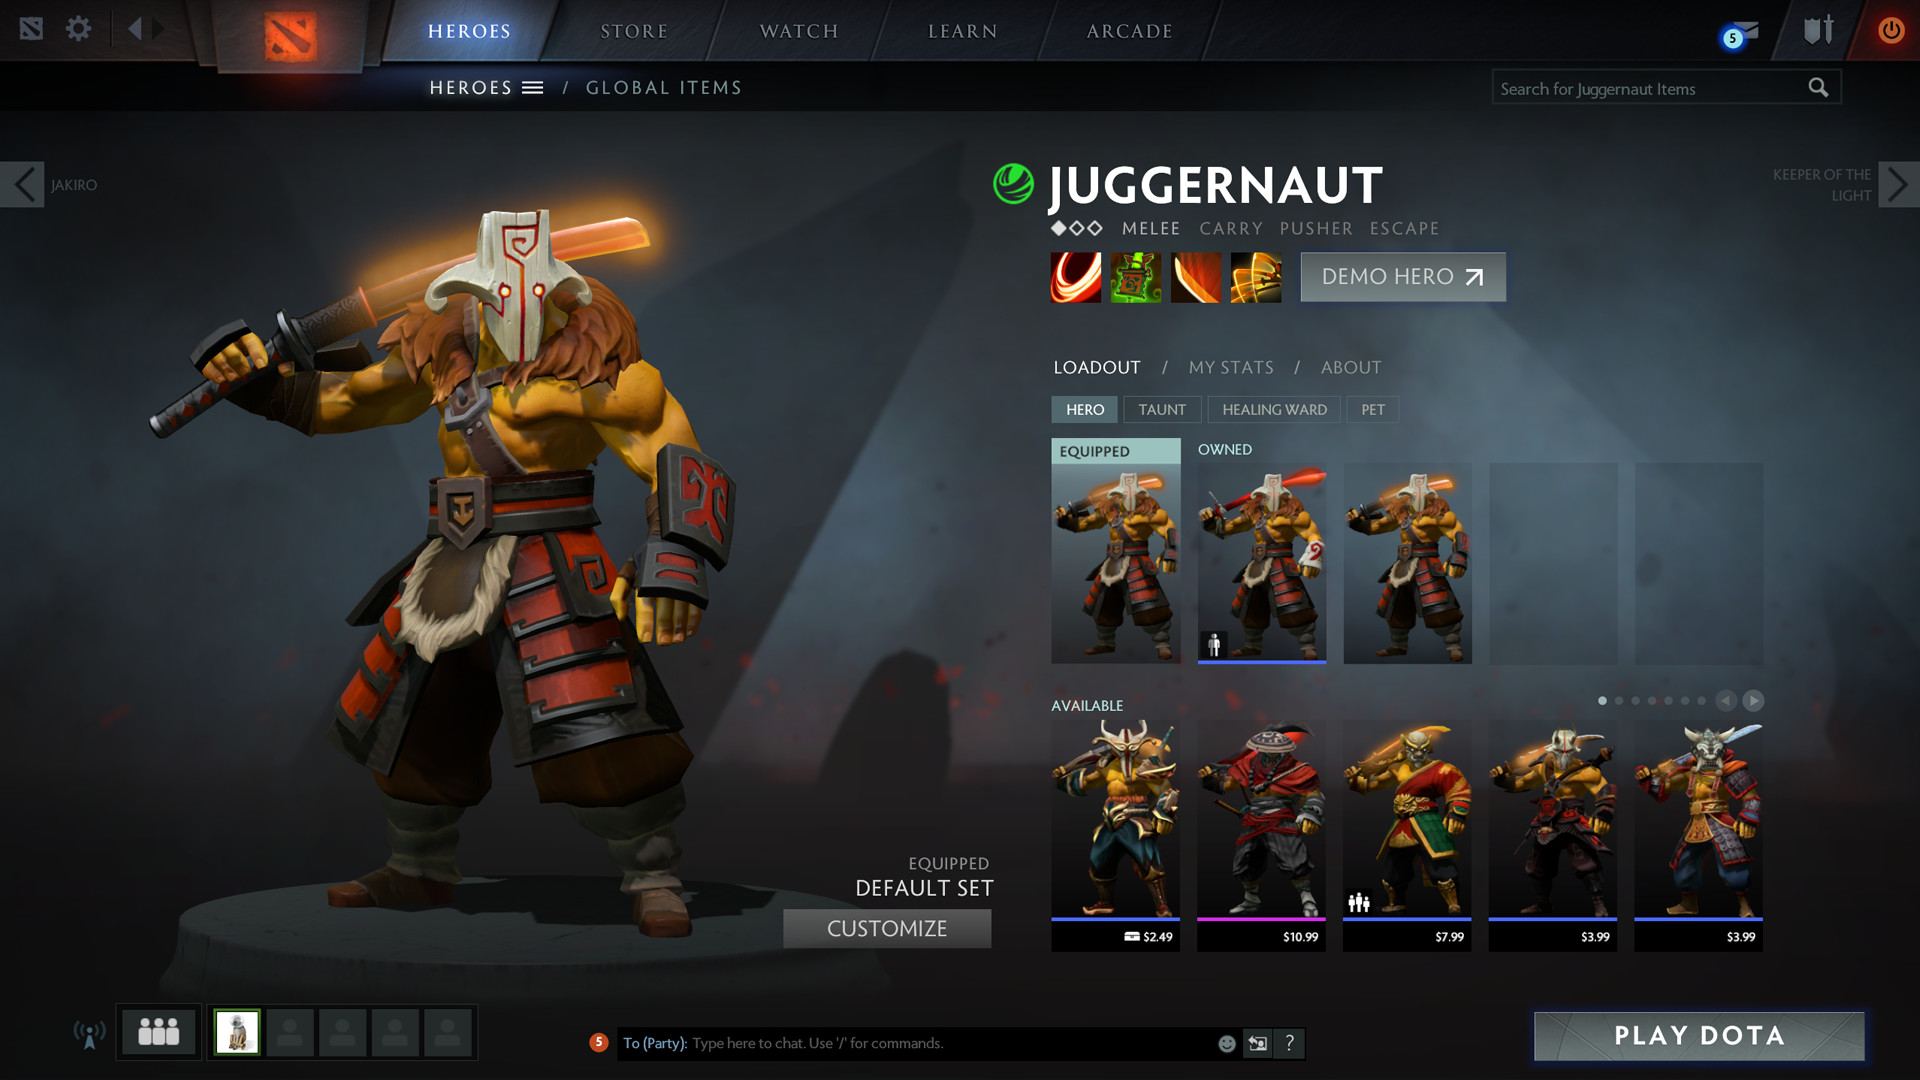 HEROES
STORE
WATCH
LEARN
ARCADE
5
HEROES / GLOBAL ITEMS
Search for Juggernaut Items
JAKIRO
JUGGERNAUT
KEEPER OF THE
LIGHT
MELEE CARRY PUSHER ESCAPE
DEMO HERO
LOADOUT / MY STATS / ABOUT
HERO
TAUNT
HEALING WARD
PET
EQUIPPED
OWNED
AVAILABLE
$2.49
$10.99
$7.99
$3.99
$3.99
EQUIPPED
DEFAULT SET
CUSTOMIZE
5
To (Party): Type here to chat. Use '/' for commands.
?
PLAY DOTA